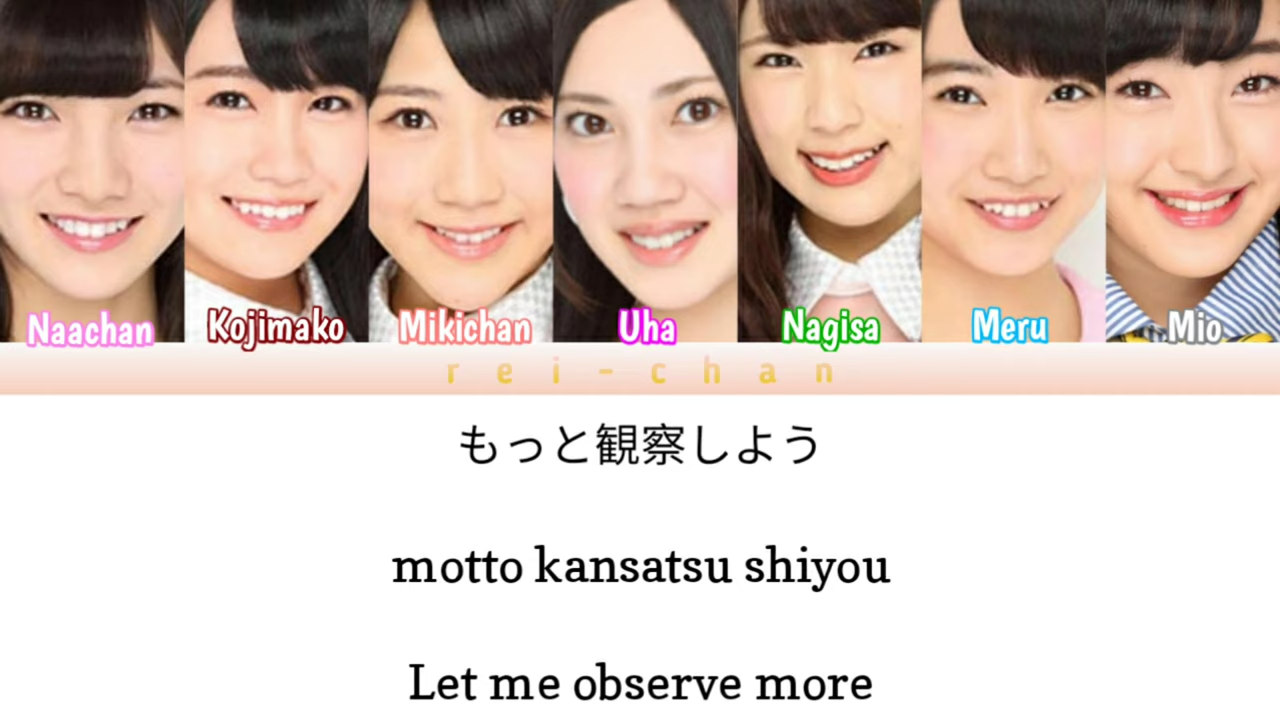 Naachan Kojimako Mikichan Uha Nagisa Meru Mio
rei-chan
もっと観察しよう
motto kansatsu shiyou
Let me observe more